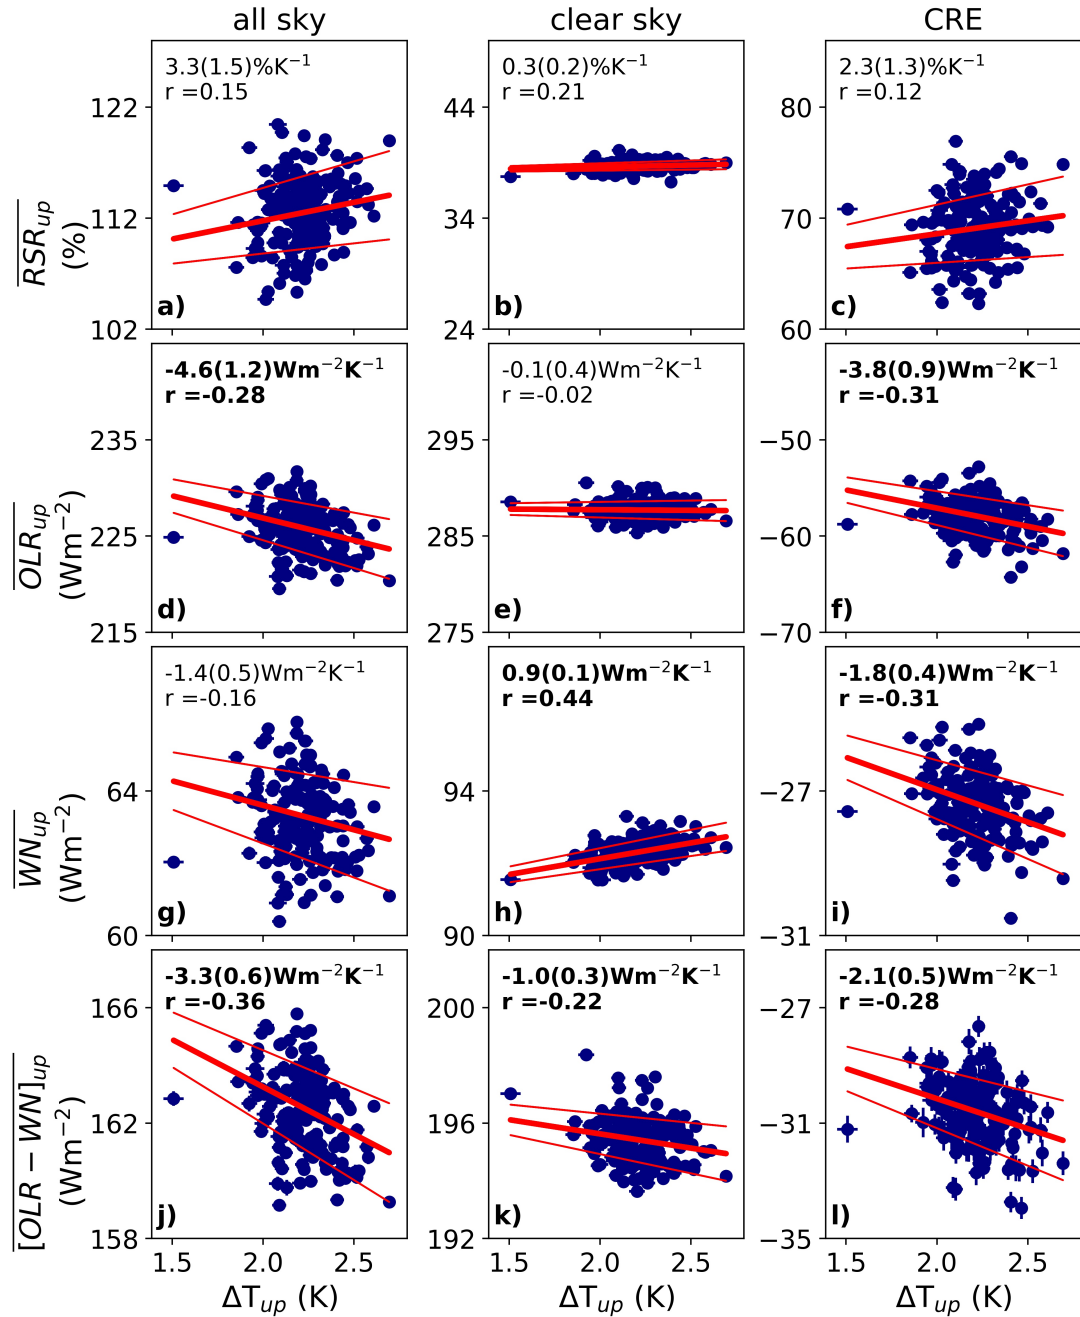 all sky
clear sky
CRE
RSR_up
(%)
122
112
102
3.3(1.5)%K⁻¹
r =0.15
a)
44
34
24
0.3(0.2)%K⁻¹
r =0.21
b)
80
70
60
2.3(1.3)%K⁻¹
r =0.12
c)
OLR_up
(Wm⁻²)
235
225
215
-4.6(1.2)Wm⁻²K⁻¹
r =-0.28
d)
295
285
275
-0.1(0.4)Wm⁻²K⁻¹
r =-0.02
e)
−50
−60
−70
-3.8(0.9)Wm⁻²K⁻¹
r =-0.31
f)
WN_up
(Wm⁻²)
64
60
-1.4(0.5)Wm⁻²K⁻¹
r =-0.16
g)
94
90
0.9(0.1)Wm⁻²K⁻¹
r =0.44
h)
−27
−31
-1.8(0.4)Wm⁻²K⁻¹
r =-0.31
i)
[OLR − WN]_up
(Wm⁻²)
166
162
158
-3.3(0.6)Wm⁻²K⁻¹
r =-0.36
j)
200
196
192
-1.0(0.3)Wm⁻²K⁻¹
r =-0.22
k)
−27
−31
−35
-2.1(0.5)Wm⁻²K⁻¹
r =-0.28
l)
1.5 2.0 2.5
1.5 2.0 2.5
1.5 2.0 2.5
ΔT_up (K)
ΔT_up (K)
ΔT_up (K)